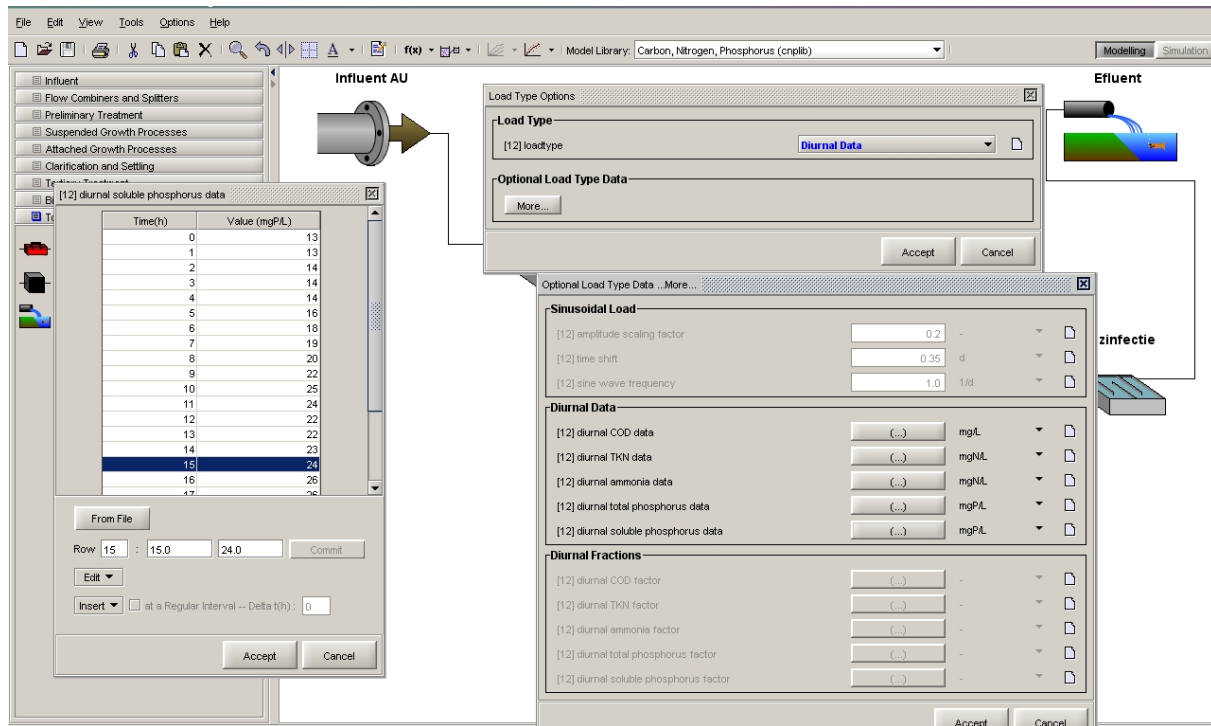 File Edit View Tools Options Help
f(x) Model Library: Carbon, Nitrogen, Phosphorus (cnplib) Modelling Simulation
Influent
Flow Combiners and Splitters
Preliminary Treatment
Suspended Growth Processes
Attached Growth Processes
Clarification and Settling
Tertiary Treatment
Bi
To
Influent AU
Efluent
zinfectie
Load Type Options
Load Type
[12] loadtype Diurnal Data
Optional Load Type Data
More...
Accept Cancel
[12] diurnal soluble phosphorus data
Time(h) Value (mgP/L)
0 13
1 13
2 14
3 14
4 14
5 16
6 18
7 19
8 20
9 22
10 25
11 24
12 22
13 22
14 23
15 24
16 26
17 26
From File
Row 15 : 15.0 24.0 Commit
Edit
Insert at a Regular Interval -- Delta t(h) : 0
Accept Cancel
Optional Load Type Data ...More...
Sinusoidal Load
[12] amplitude scaling factor 0.2 -
[12] time shift 0.35 d
[12] sine wave frequency 1.0 1/d
Diurnal Data
[12] diurnal COD data (...) mg/L
[12] diurnal TKN data (...) mgN/L
[12] diurnal ammonia data (...) mgN/L
[12] diurnal total phosphorus data (...) mgP/L
[12] diurnal soluble phosphorus data (...) mgP/L
Diurnal Fractions
[12] diurnal COD factor (...) -
[12] diurnal TKN factor (...) -
[12] diurnal ammonia factor (...) -
[12] diurnal total phosphorus factor (...) -
[12] diurnal soluble phosphorus factor (...) -
Accept Cancel